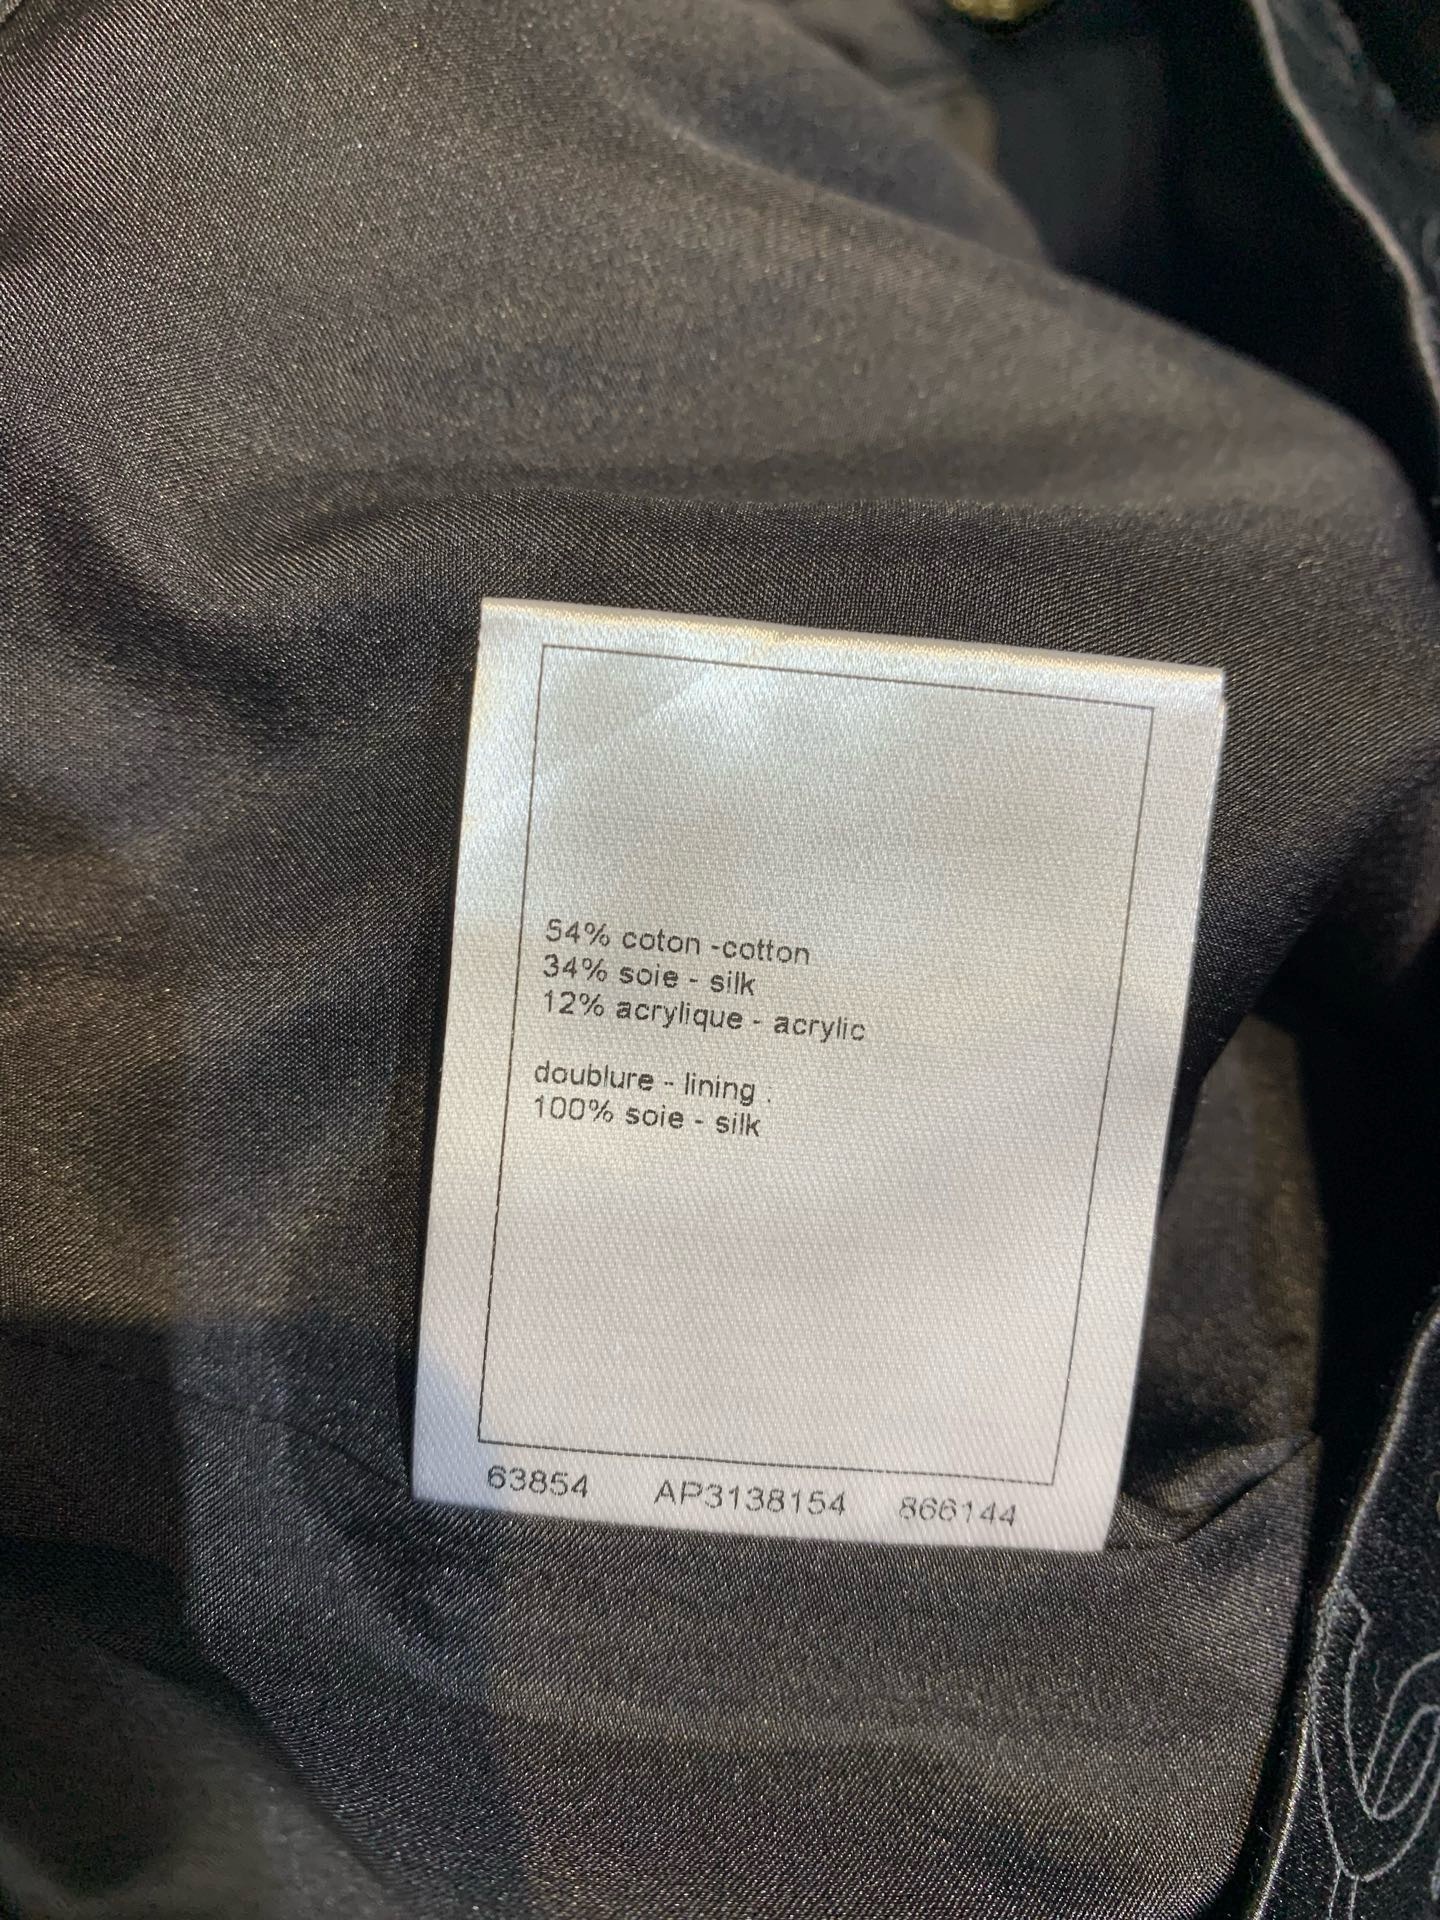 54% coton -cotton
34% soie - silk
12% acrylique - acrylic
doublure - lining :
100% soie - silk
63854 AP3138154 866144